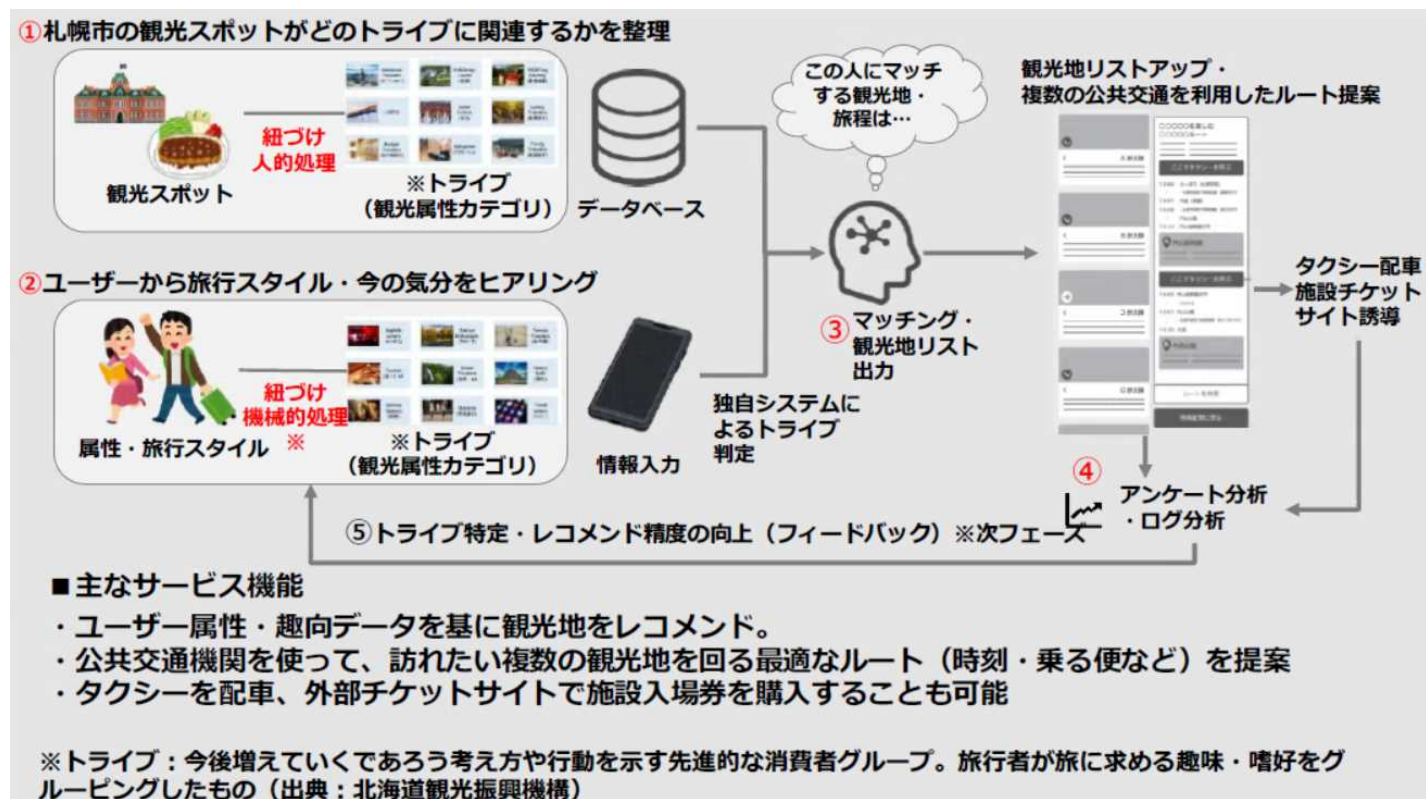 ①札幌市の観光スポットがどのトライブに関連するかを整理
紐づけ
人的処理
観光スポット
※トライブ
（観光属性カテゴリ）
データベース
この人にマッチ
する観光地・
旅程は…
観光地リストアップ・
複数の公共交通を利用したルート提案
②ユーザーから旅行スタイル・今の気分をヒアリング
紐づけ
機械的処理
※
属性・旅行スタイル
※トライブ
（観光属性カテゴリ）
情報入力
独自システムに
よるトライブ
判定
③マッチング・
観光地リスト
出力
タクシー配車
施設チケット
サイト誘導
④
アンケート分析
・ログ分析
⑤トライブ特定・レコメンド精度の向上（フィードバック）※次フェーズ
■主なサービス機能
・ユーザー属性・趣向データを基に観光地をレコメンド。
・公共交通機関を使って、訪れたい複数の観光地を回る最適なルート（時刻・乗る便など）を提案
・タクシーを配車、外部チケットサイトで施設入場券を購入することも可能
※トライブ：今後増えていくであろう考え方や行動を示す先進的な消費者グループ。旅行者が旅に求める趣味・嗜好をグ
ルーピングしたもの（出典：北海道観光振興機構）